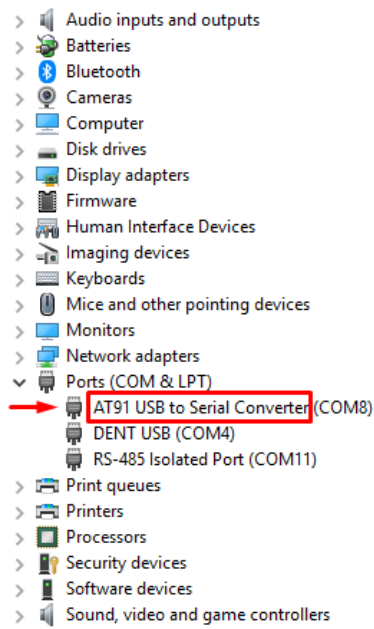 Audio inputs and outputs
Batteries
Bluetooth
Cameras
Computer
Disk drives
Display adapters
Firmware
Human Interface Devices
Imaging devices
Keyboards
Mice and other pointing devices
Monitors
Network adapters
Ports (COM & LPT)
AT91 USB to Serial Converter (COM8)
DENT USB (COM4)
RS-485 Isolated Port (COM11)
Print queues
Printers
Processors
Security devices
Software devices
Sound, video and game controllers